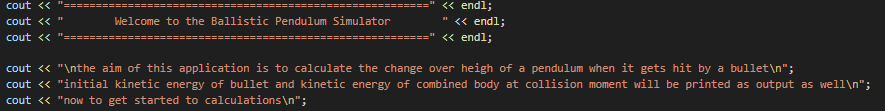 cout << "=========================================================" << endl;
cout << "        Welcome to the Ballistic Pendulum Simulator        " << endl;
cout << "=========================================================" << endl;
cout << "\nthe aim of this application is to calculate the change over heigh of a pendulum when it gets hit by a bullet\n";
cout << "initial kinetic energy of bullet and kinetic energy of combined body at collision moment will be printed as output as well\n";
cout << "now to get started to calculations\n";